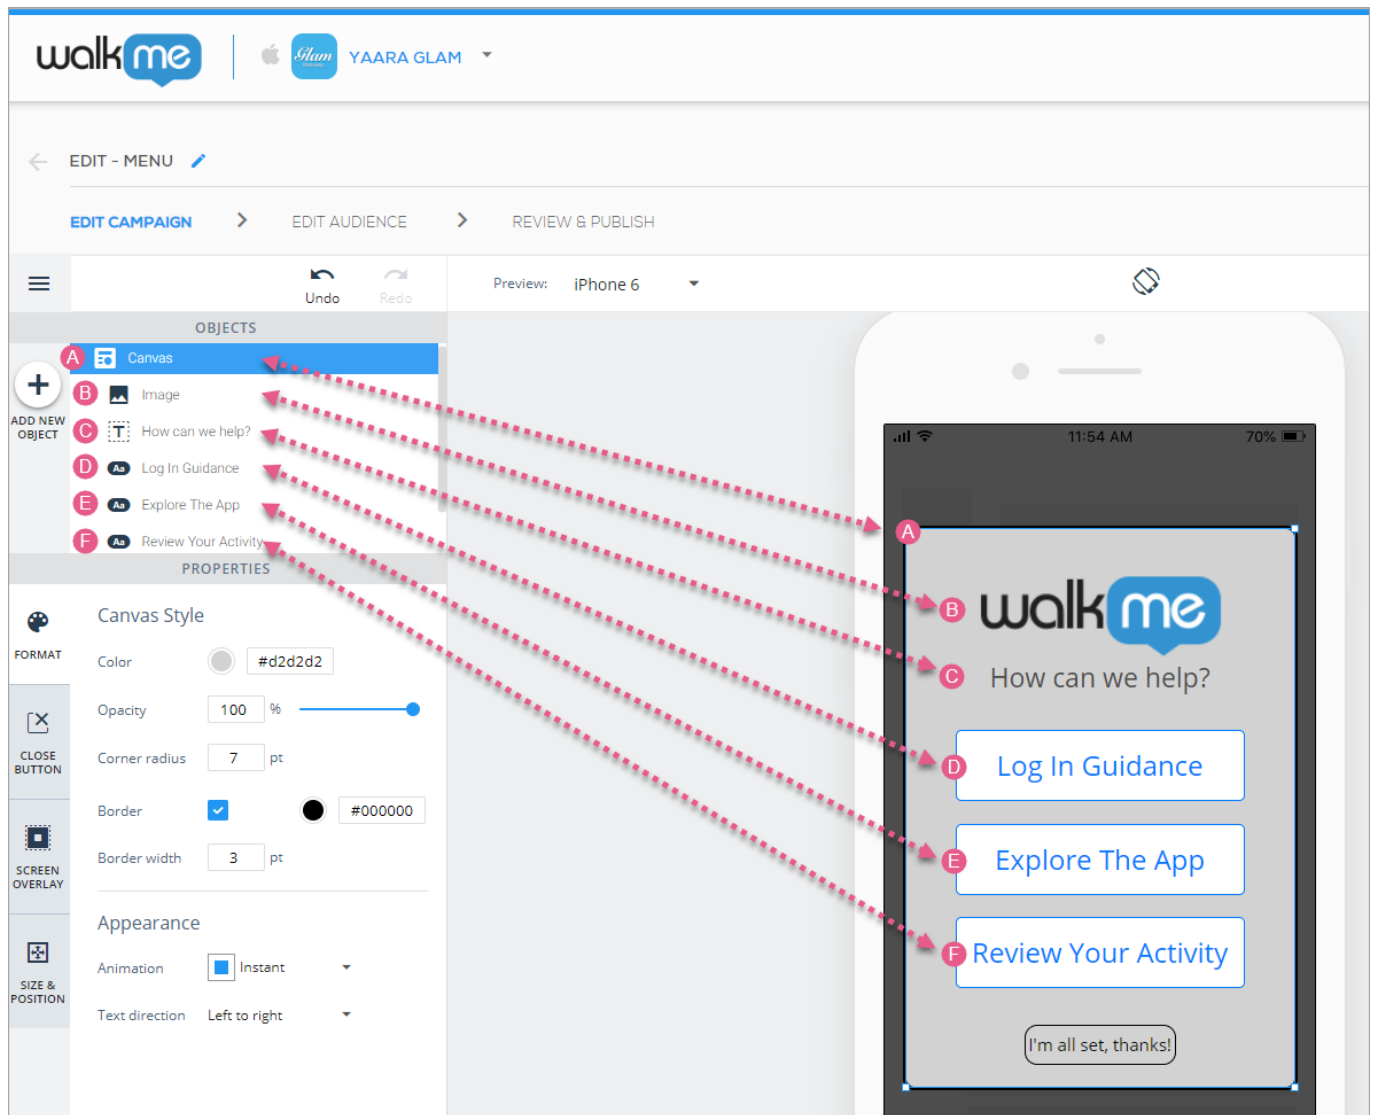 walkme
Glam
YAARA GLAM
EDIT - MENU
EDIT CAMPAIGN
EDIT AUDIENCE
REVIEW & PUBLISH
Undo
Redo
Preview:
iPhone 6
OBJECTS
ADD NEW
OBJECT
A
Canvas
B
Image
C
T
How can we help?
D
Aa
Log In Guidance
E
Aa
Explore The App
F
Aa
Review Your Activity
PROPERTIES
FORMAT
CLOSE
BUTTON
SCREEN
OVERLAY
SIZE &
POSITION
Canvas Style
Color
#d2d2d2
Opacity
100
%
Corner radius
7
pt
Border
#000000
Border width
3
pt
Appearance
Animation
Instant
Text direction
Left to right
11:54 AM
70%
A
B
walkme
C
How can we help?
D
Log In Guidance
E
Explore The App
F
Review Your Activity
I'm all set, thanks!